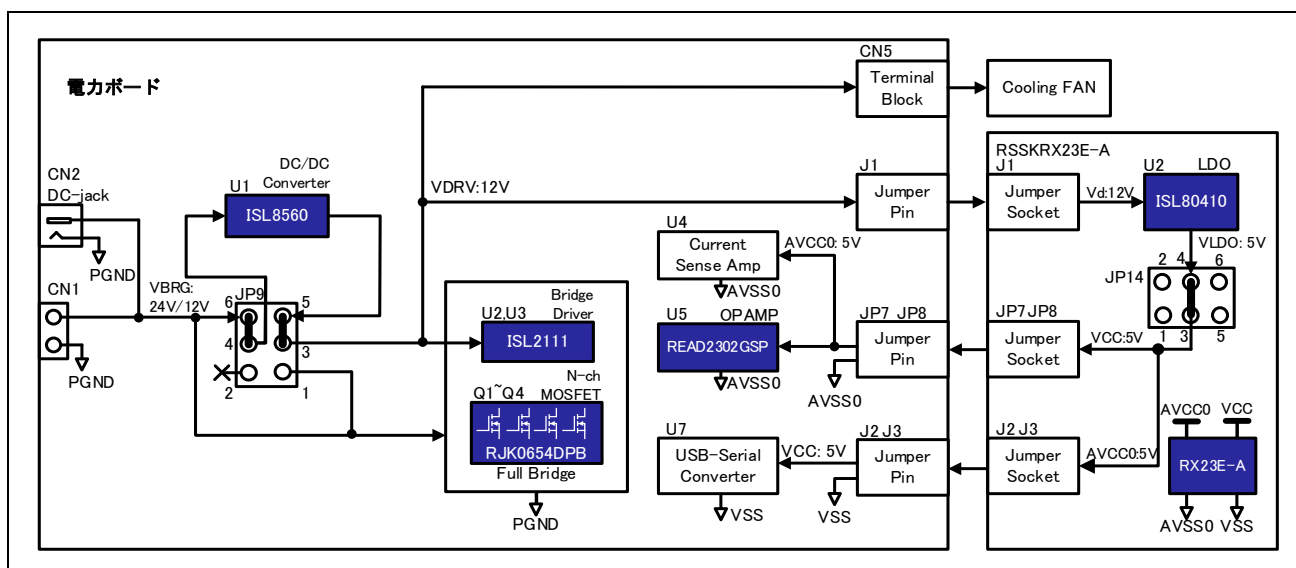 電力ボード
CN5
Terminal
Block
Cooling FAN
CN2
DC-jack
PGND
CN1
PGND
VBRG:
24V/12V
DC/DC
Converter
U1
ISL8560
JP9
6
5
4
3
2
1
VDRV:12V
J1
Jumper
Pin
U2,U3
Bridge
Driver
ISL2111
N-ch
MOSFET
Q1~Q4
RJK0654DPB
Full Bridge
PGND
U4
Current
Sense Amp
AVCC0: 5V
AVSS0
U5
OPAMP
READ2302GSP
AVSS0
JP7 JP8
Jumper
Pin
AVSS0
U7
USB-Serial
Converter
VCC: 5V
VSS
J2 J3
Jumper
Pin
VSS
RSSKRX23E-A
J1
Jumper
Socket
Vd:12V
U2
LDO
ISL80410
VLDO: 5V
JP14
2
4
6
1
3
5
JP7 JP8
Jumper
Socket
VCC:5V
J2 J3
Jumper
Socket
AVCC0:5V
AVCC0
VCC
RX23E-A
AVSS0
VSS